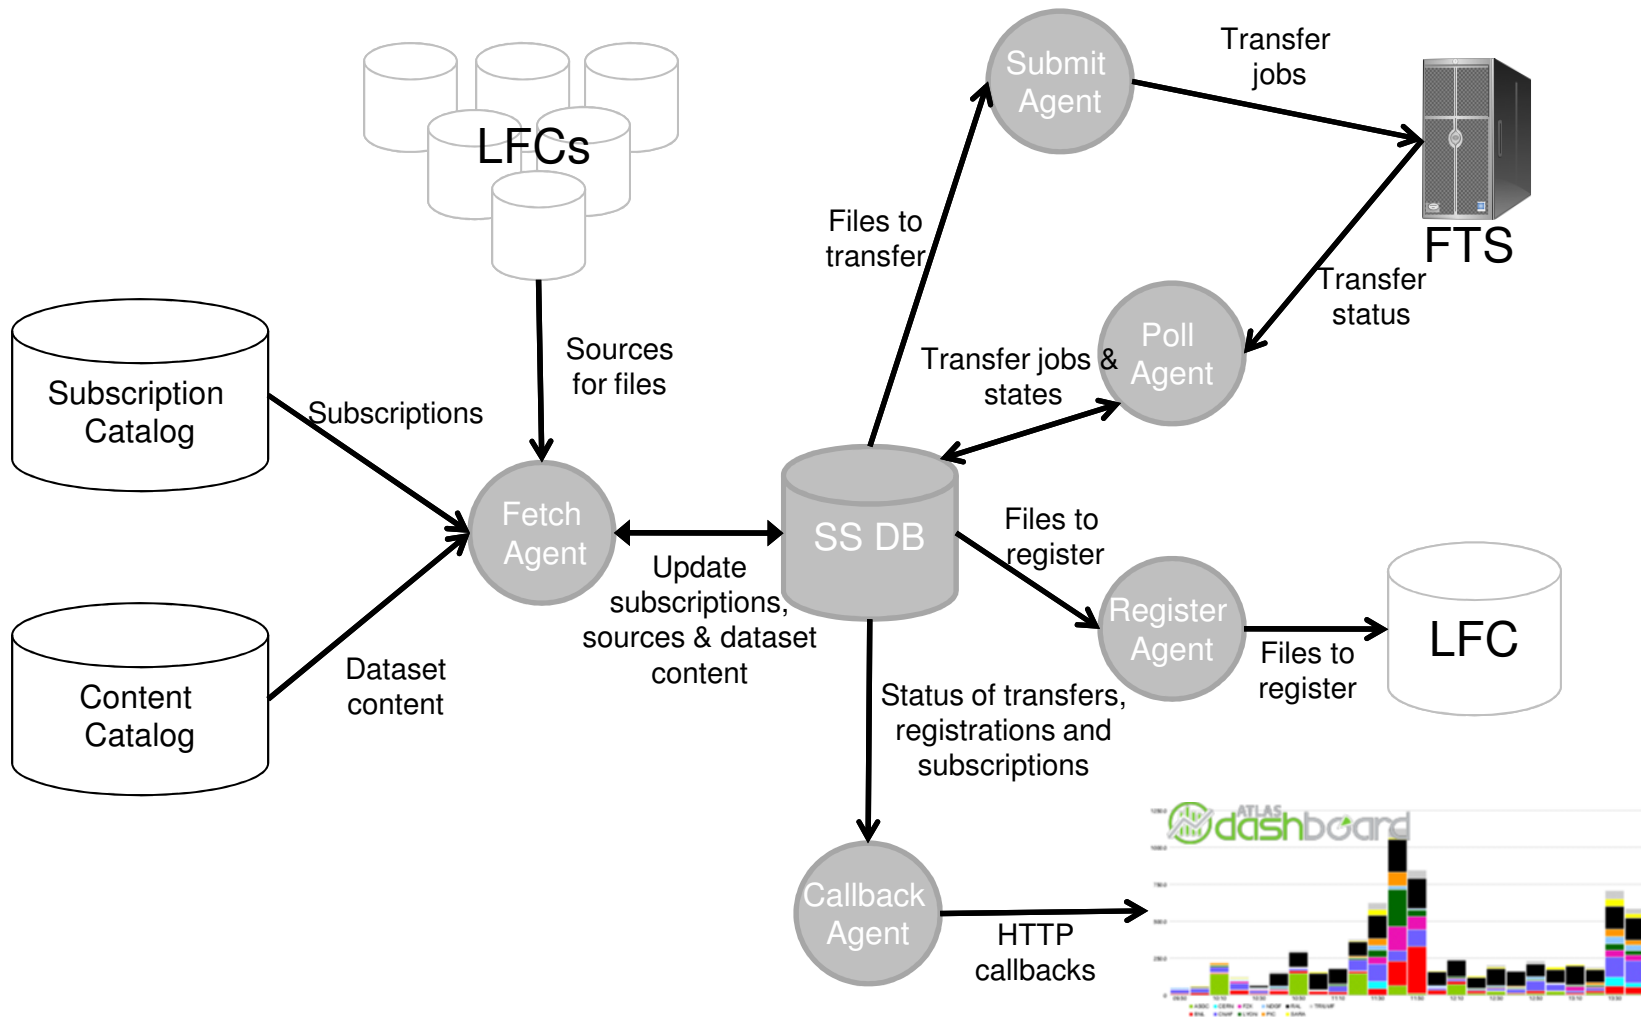 Submit
Agent
Transfer
jobs
LFCs
Files to
transfer
FTS
Transfer
status
Poll
Agent
Transfer jobs &
states
Sources
for files
Subscription
Catalog
Subscriptions
Fetch
Agent
SS DB
Files to
register
Update
subscriptions,
sources & dataset
content
Register
Agent
LFC
Files to
register
Content
Catalog
Dataset
content
Status of transfers,
registrations and
subscriptions
ATLAS
dashboard
Callback
Agent
HTTP
callbacks